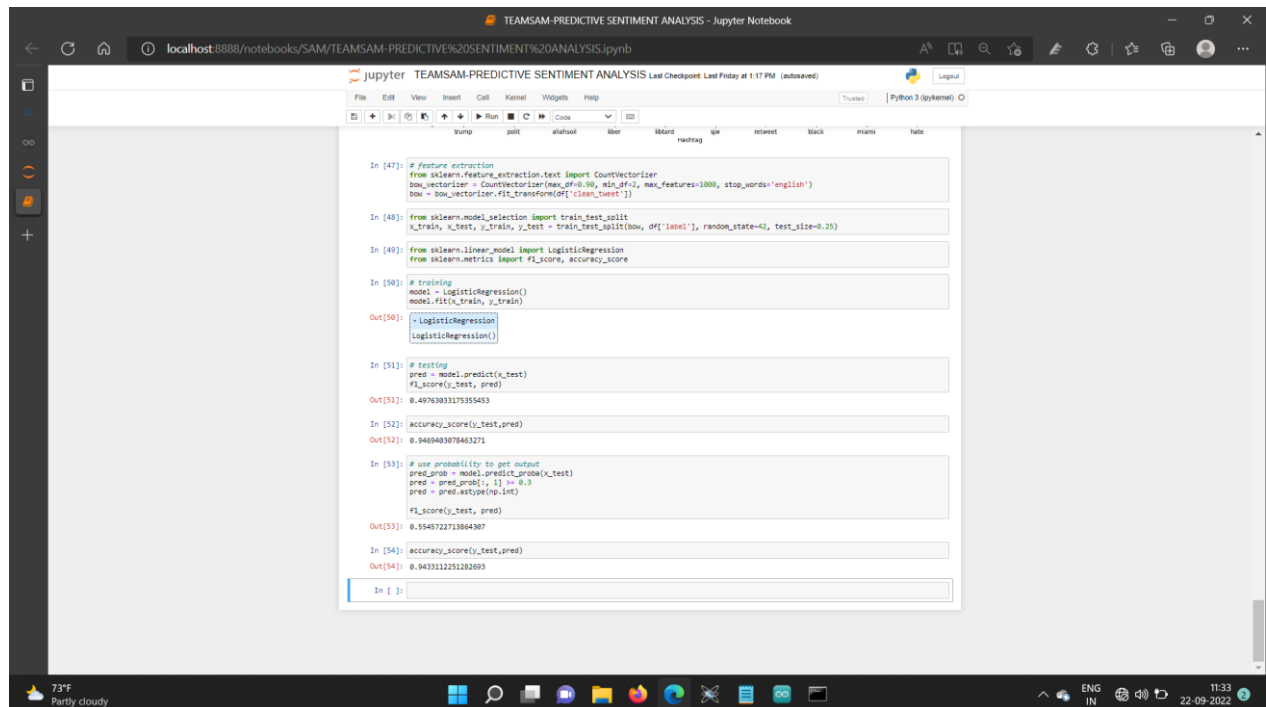 TEAMSAM-PREDICTIVE SENTIMENT ANALYSIS - Jupyter Notebook
localhost:8888/notebooks/SAM/TEAMSAM-PREDICTIVE%20SENTIMENT%20ANALYSIS.ipynb
jupyter TEAMSAM-PREDICTIVE SENTIMENT ANALYSIS Last Checkpoint: Last Friday at 1:17 PM (autosaved)
Logout
File Edit View Insert Cell Kernel Widgets Help
Trusted
Python 3 (ipykernel)
Run
Code
trump polit allahsoil liber libtard sjw retweet black miami hate
Hashtag
In [47]: # feature extraction
from sklearn.feature_extraction.text import CountVectorizer
bow_vectorizer = CountVectorizer(max_df=0.90, min_df=2, max_features=1000, stop_words='english')
bow = bow_vectorizer.fit_transform(df['clean_tweet'])
In [48]: from sklearn.model_selection import train_test_split
x_train, x_test, y_train, y_test = train_test_split(bow, df['label'], random_state=42, test_size=0.25)
In [49]: from sklearn.linear_model import LogisticRegression
from sklearn.metrics import f1_score, accuracy_score
In [50]: # training
model = LogisticRegression()
model.fit(x_train, y_train)
Out[50]: LogisticRegression
LogisticRegression()
In [51]: # testing
pred = model.predict(x_test)
f1_score(y_test, pred)
Out[51]: 0.49763033175355453
In [52]: accuracy_score(y_test,pred)
Out[52]: 0.9469403078463271
In [53]: # use probability to get output
pred_prob = model.predict_proba(x_test)
pred = pred_prob[:, 1] >= 0.3
pred = pred.astype(np.int)
f1_score(y_test, pred)
Out[53]: 0.5545722713864307
In [54]: accuracy_score(y_test,pred)
Out[54]: 0.9433112251282693
In [ ]:
73°F
Partly cloudy
ENG
IN
11:33
22-09-2022
2